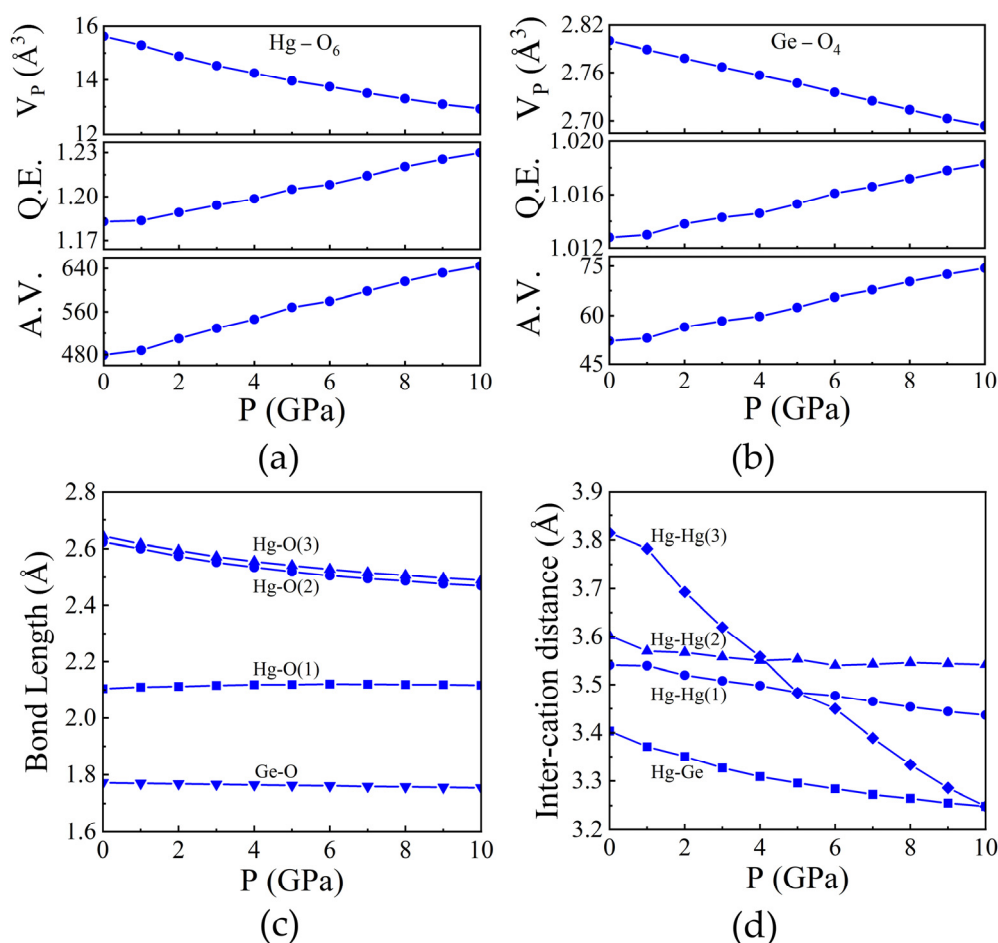 Hg – O₆
V_P (Å³)
16
14
12
Q.E.
1.23
1.20
1.17
A.V.
640
560
480
0 2 4 6 8 10
P (GPa)
(a)
Ge – O₄
V_P (Å³)
2.82
2.76
2.70
Q.E.
1.020
1.016
1.012
A.V.
75
60
45
0 2 4 6 8 10
P (GPa)
(b)
Bond Length (Å)
2.8
2.6
2.4
2.2
2.0
1.8
1.6
Hg-O(3)
Hg-O(2)
Hg-O(1)
Ge-O
0 2 4 6 8 10
P (GPa)
(c)
Inter-cation distance (Å)
3.9
3.8
3.7
3.6
3.5
3.4
3.3
3.2
Hg-Hg(3)
Hg-Hg(2)
Hg-Hg(1)
Hg-Ge
0 2 4 6 8 10
P (GPa)
(d)